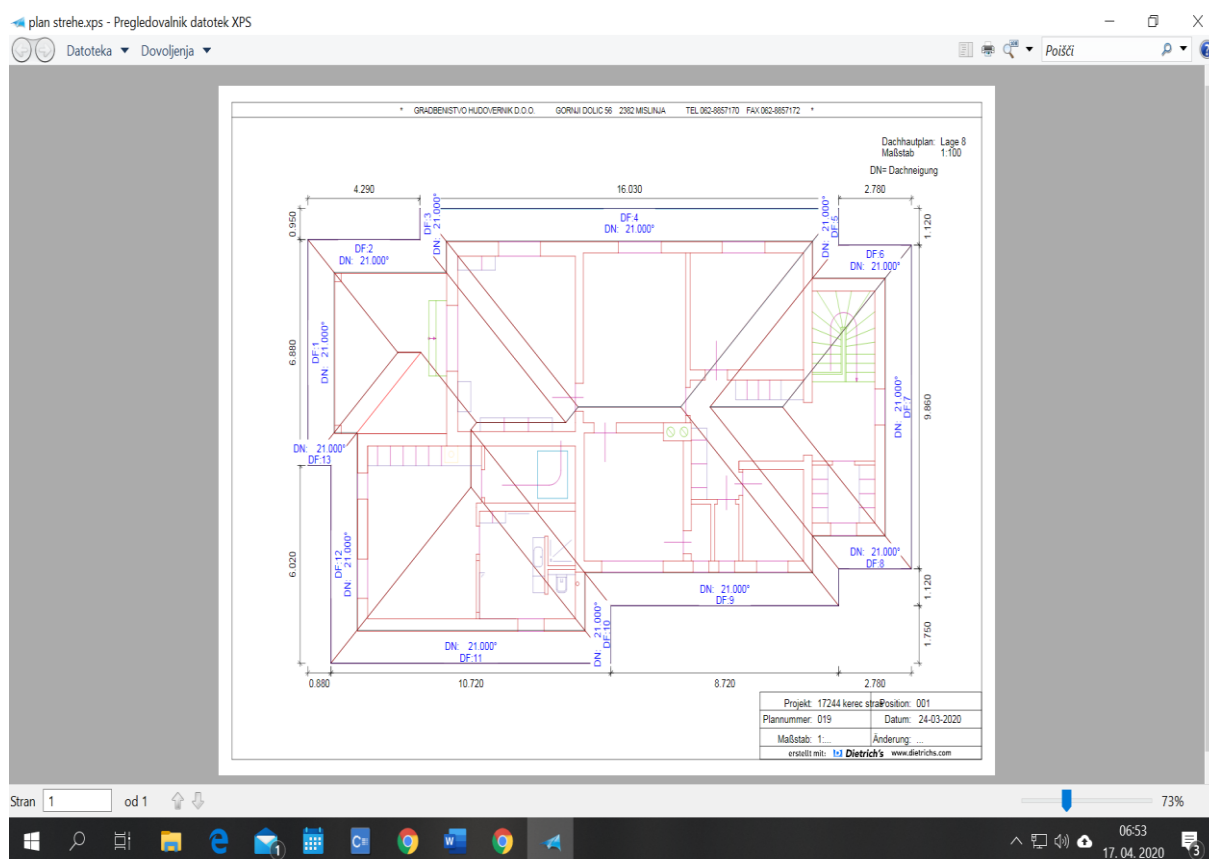 plan strehe.xps - Pregledovalnik datotek XPS
Datoteka Dovoljenja Poišči
* GRADBENISTVO HUDOVERNIK D.O.O. GORNJI DOLIC 56 2382 MISLINJA TEL 062-8857170 FAX 062-8857172 *
Dachhautplan: Lage 8
Maßstab 1:100
DN= Dachneigung
4.290 16.030 2.780
0.950
DF:3
DN: 21.000°
DF:4
DN: 21.000°
DN: 21.000°
DF:5
1.120
DF:2
DN: 21.000°
DF:6
DN: 21.000°
6.880
DF:1
DN: 21.000°
DN: 21.000°
DF:7
9.860
DN: 21.000°
DF:13
6.020
DF:12
DN: 21.000°
DN: 21.000°
DF:8
DN: 21.000°
DF:9
1.120
DN: 21.000°
DF:10
DN: 21.000°
DF:11
1.750
0.880 10.720 8.720 2.780
Projekt: 17244 kerec Position: 001
Plannummer: 019 Datum: 24-03-2020
Maßstab: 1:... Änderung: ...
erstellt mit: Dietrich's www.dietrichs.com
Stran 1 od 1 73%
06:53
17. 04. 2020
1
3